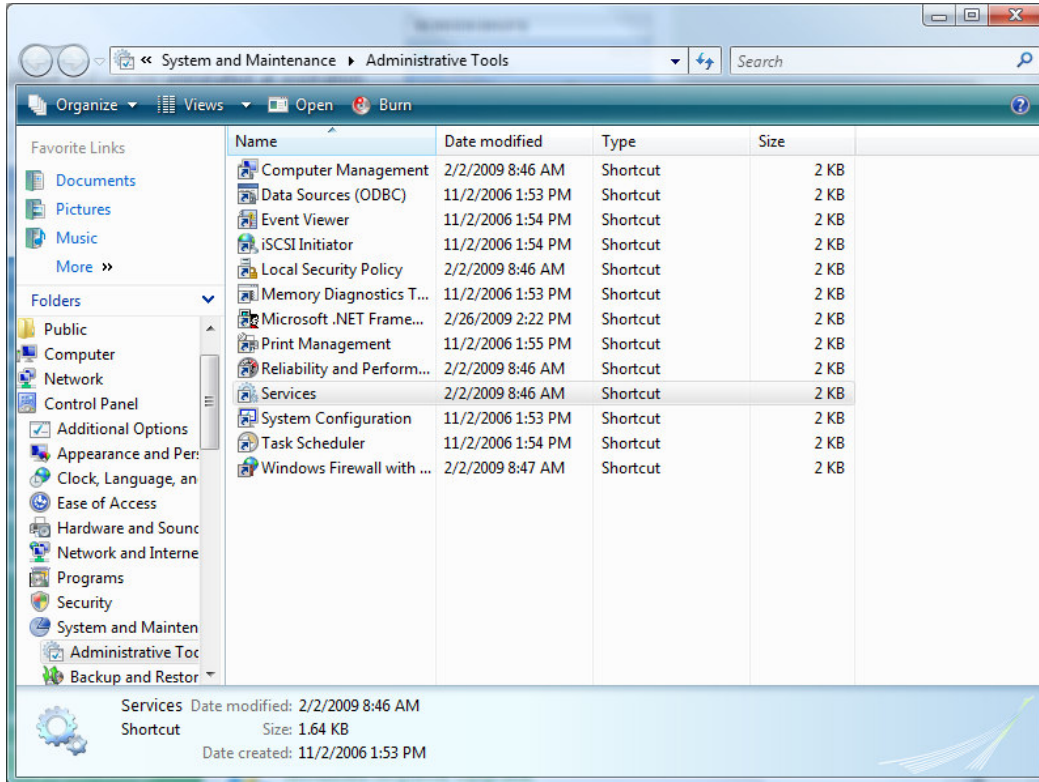 « System and Maintenance ▸ Administrative Tools
Search
Organize Views Open Burn
Favorite Links
Documents
Pictures
Music
More »
Folders
Public
Computer
Network
Control Panel
Additional Options
Appearance and Per
Clock, Language, an
Ease of Access
Hardware and Sound
Network and Interne
Programs
Security
System and Mainten
Administrative Too
Backup and Restor
Name Date modified Type Size
Computer Management 2/2/2009 8:46 AM Shortcut 2 KB
Data Sources (ODBC) 11/2/2006 1:53 PM Shortcut 2 KB
Event Viewer 11/2/2006 1:54 PM Shortcut 2 KB
iSCSI Initiator 11/2/2006 1:54 PM Shortcut 2 KB
Local Security Policy 2/2/2009 8:46 AM Shortcut 2 KB
Memory Diagnostics T... 11/2/2006 1:53 PM Shortcut 2 KB
Microsoft .NET Frame... 2/26/2009 2:22 PM Shortcut 2 KB
Print Management 11/2/2006 1:55 PM Shortcut 2 KB
Reliability and Perform... 2/2/2009 8:46 AM Shortcut 2 KB
Services 2/2/2009 8:46 AM Shortcut 2 KB
System Configuration 11/2/2006 1:53 PM Shortcut 2 KB
Task Scheduler 11/2/2006 1:54 PM Shortcut 2 KB
Windows Firewall with ... 2/2/2009 8:47 AM Shortcut 2 KB
Services Date modified: 2/2/2009 8:46 AM
Shortcut Size: 1.64 KB
Date created: 11/2/2006 1:53 PM